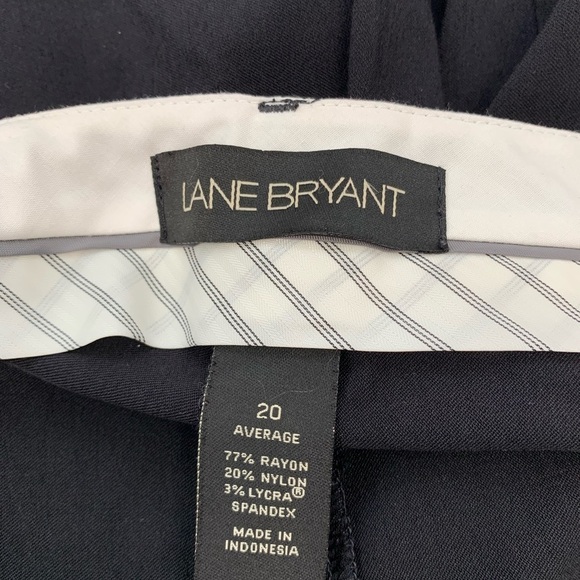 LANE BRYANT
20
AVERAGE
77% RAYON
20% NYLON
3% LYCRA®
SPANDEX
MADE IN
INDONESIA